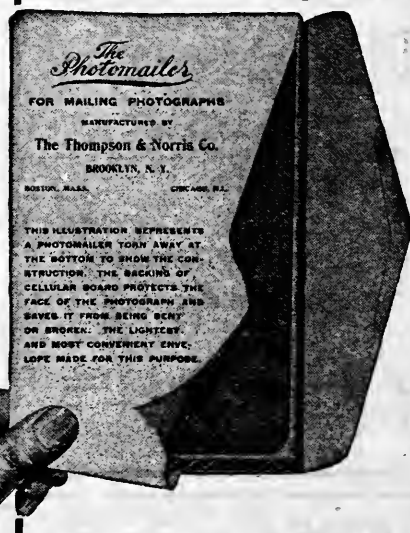 The
Photomailer
FOR MAILING PHOTOGRAPHS
MANUFACTURED BY
The Thompson & Norris Co.
BROOKLYN, N. Y.
BOSTON, MASS. CHICAGO, ILL.
THIS ILLUSTRATION REPRESENTS
A PHOTOMAILER TORN AWAY AT
THE BOTTOM TO SHOW THE CON-
STRUCTION. THE BACKING OF
CELLULAR BOARD PROTECTS THE
FACE OF THE PHOTOGRAPH AND
SAVES IT FROM BEING BENT
OR BROKEN. THE LIGHTEST
AND MOST CONVENIENT ENVE-
LOPE MADE FOR THIS PURPOSE.